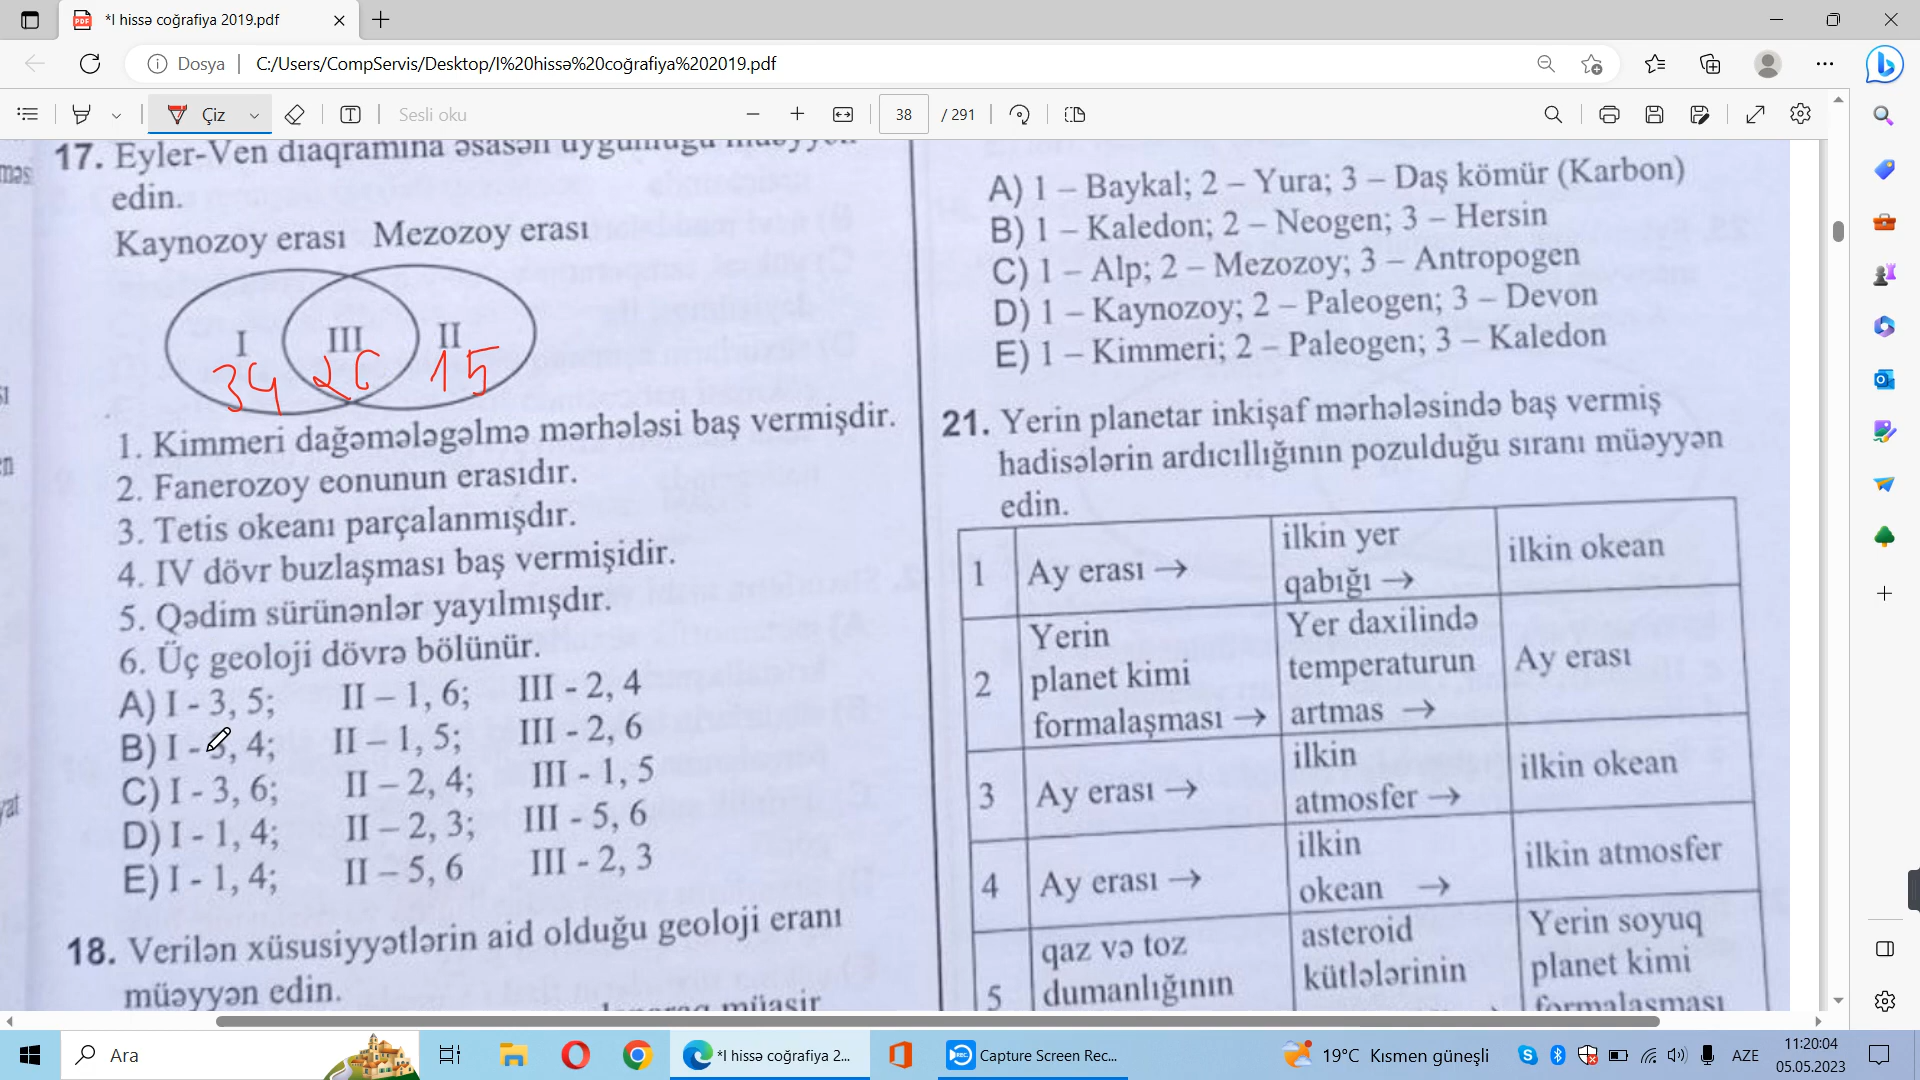 *I hissə coğrafiya 2019.pdf
Dosya
C:/Users/CompServis/Desktop/I%20hissə%20coğrafiya%202019.pdf
Çiz
Sesli oku
38
/ 291
17. Eyler-Ven diaqramına əsasən uyğunluğu
edin.
Kaynozoy erası Mezozoy erası
I III II
34 26 15
1. Kimmeri dağəmələgəlmə mərhələsi baş vermişdir.
2. Fanerozoy eonunun erasıdır.
3. Tetis okeanı parçalanmışdır.
4. IV dövr buzlaşması baş vermişidir.
5. Qədim sürünənlər yayılmışdır.
6. Üç geoloji dövrə bölünür.
A) I - 3, 5; II – 1, 6; III - 2, 4
B) I - 3, 4; II – 1, 5; III - 2, 6
C) I - 3, 6; II – 2, 4; III - 1, 5
D) I - 1, 4; II – 2, 3; III - 5, 6
E) I - 1, 4; II – 5, 6 III - 2, 3
18. Verilən xüsusiyyətlərin aid olduğu geoloji eranı
müəyyən edin.
müasir
A) 1 – Baykal; 2 – Yura; 3 – Daş kömür (Karbon)
B) 1 – Kaledon; 2 – Neogen; 3 – Hersin
C) 1 – Alp; 2 – Mezozoy; 3 – Antropogen
D) 1 – Kaynozoy; 2 – Paleogen; 3 – Devon
E) 1 – Kimmeri; 2 – Paleogen; 3 – Kaledon
21. Yerin planetar inkişaf mərhələsində baş vermiş
hadisələrin ardıcıllığının pozulduğu sıranı müəyyən
edin.
1 Ay erası → ilkin yer qabığı → ilkin okean
2 Yerin planet kimi formalaşması → Yer daxilində temperaturun artmas → Ay erası
3 Ay erası → ilkin atmosfer → ilkin okean
4 Ay erası → ilkin okean → ilkin atmosfer
5 qaz və toz dumanlığının asteroid kütlələrinin Yerin soyuq planet kimi formalaşması
Ara
*I hissə coğrafiya 2...
Capture Screen Rec...
19°C Kısmen güneşli
AZE
11:20:04
05.05.2023